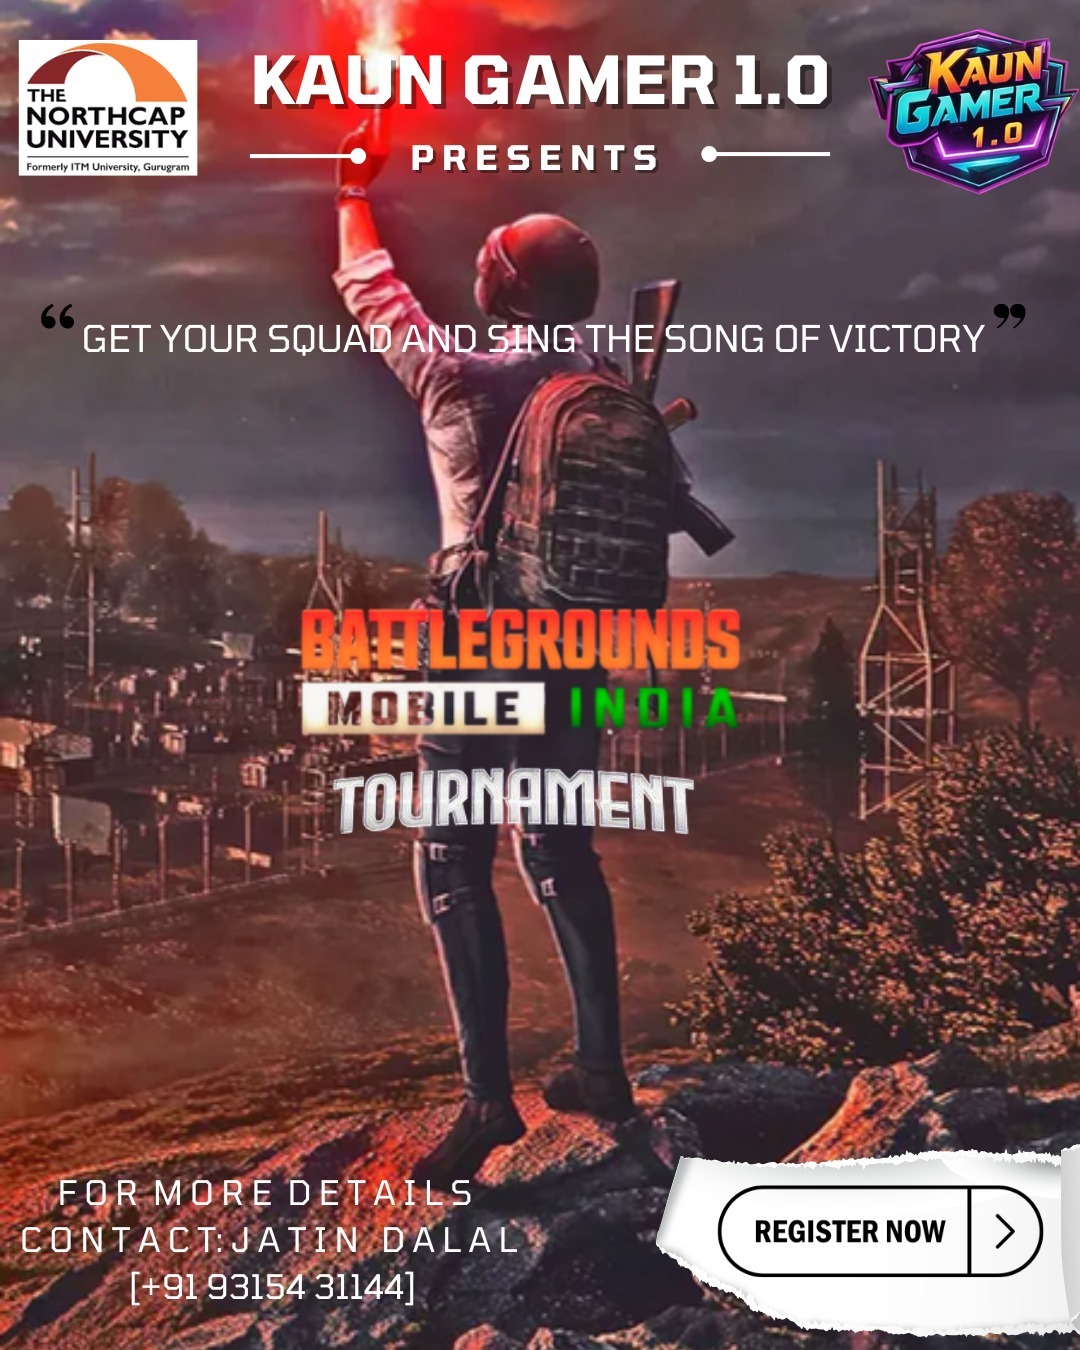 THE
NORTHCAP
UNIVERSITY
Formerly ITM University, Gurugram
KAUN GAMER 1.0
PRESENTS
KAUN
GAMER
1.0
“GET YOUR SQUAD AND SING THE SONG OF VICTORY”
BATTLEGROUNDS
MOBILE INDIA
TOURNAMENT
FOR MORE DETAILS
CONTACT:JATIN DALAL
[+91 93154 31144]
REGISTER NOW